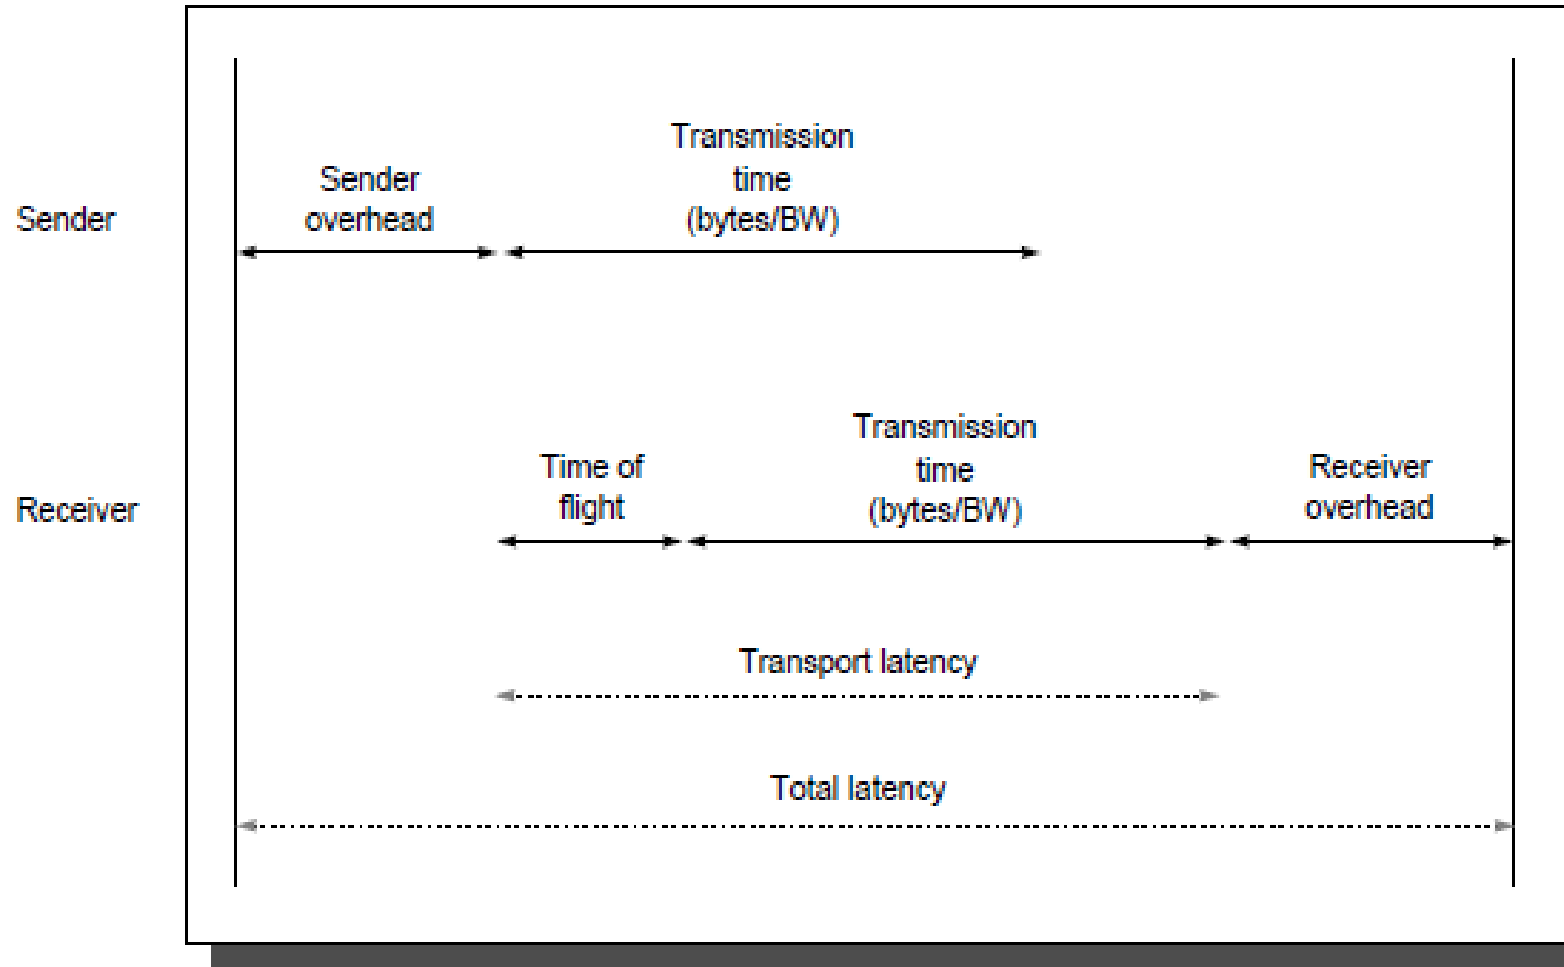 Transmission
time
(bytes/BW)
Sender
overhead
Sender
Transmission
time
(bytes/BW)
Time of
flight
Receiver
overhead
Receiver
Transport latency
Total latency